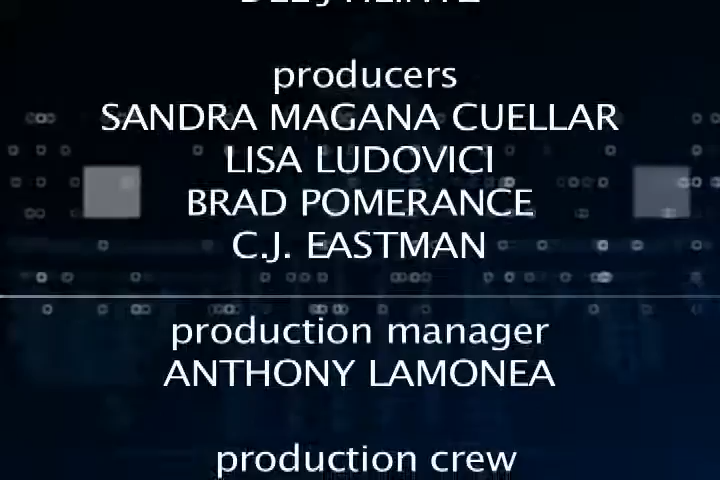 producers
SANDRA MAGANA CUELLAR
LISA LUDOVICI
BRAD POMERANCE
C.J. EASTMAN
production manager
ANTHONY LAMONEA
production crew